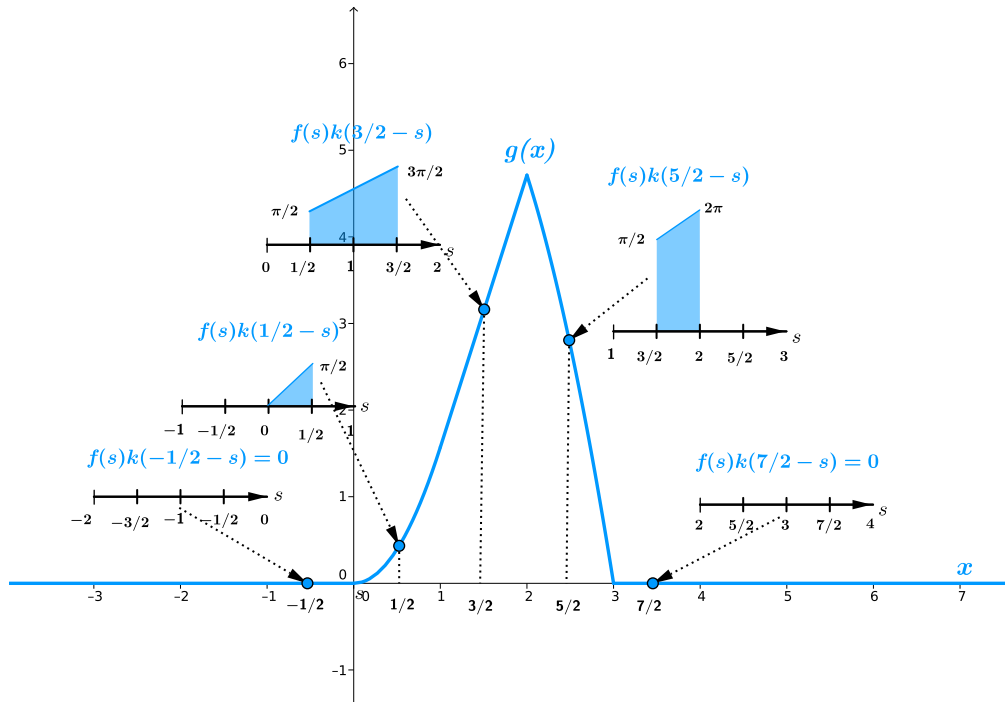 6
f(s)k(3/2 − s)
5
g(x)
3π/2
f(s)k(5/2 − s)
π/2
2π
π/2
4
s
0 1/2 1 3/2 2
3
f(s)k(1/2 − s)
s
1 3/2 2 5/2 3
π/2
2
s
−1 −1/2 0 1/2 1
f(s)k(−1/2 − s) = 0
f(s)k(7/2 − s) = 0
1
s
s
−2 −3/2 −1 −1/2 0
2 5/2 3 7/2 4
0
x
−3 −2 −1 0 1 2 3 4 5 6 7
s
−1/2 1/2 3/2 5/2 7/2
−1